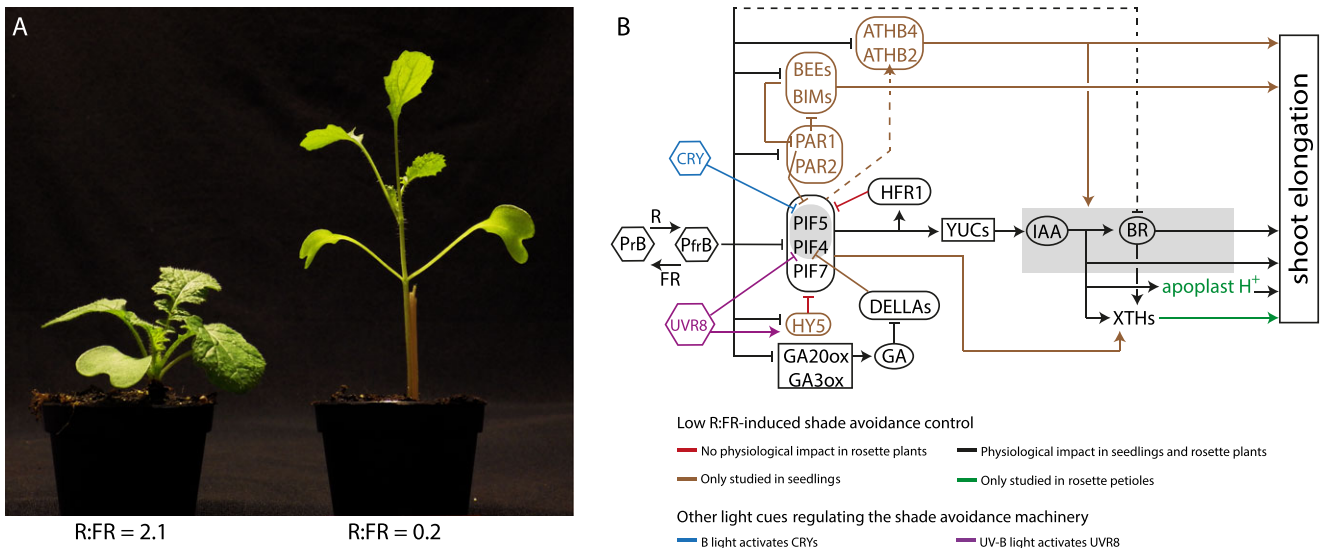 A
R:FR = 2.1
R:FR = 0.2
B
ATHB4
ATHB2
BEEs
BIMs
PAR1
PAR2
CRY
HFR1
PIF5
PIF4
PIF7
R
PrB
PfrB
FR
YUCs
IAA
BR
apoplast H+
XTHs
UVR8
HY5
DELLAs
GA20ox
GA3ox
GA
shoot elongation
Low R:FR-induced shade avoidance control
No physiological impact in rosette plants
Physiological impact in seedlings and rosette plants
Only studied in seedlings
Only studied in rosette petioles
Other light cues regulating the shade avoidance machinery
B light activates CRYs
UV-B light activates UVR8